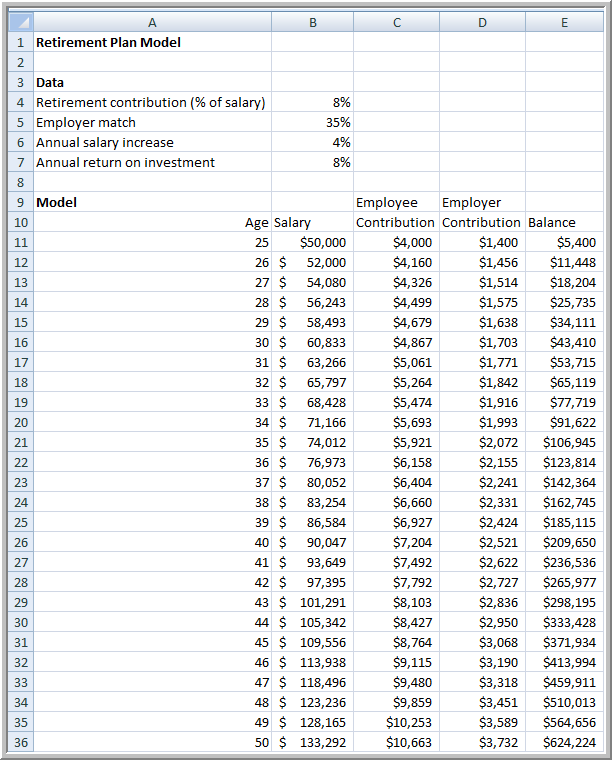 A B C D E
1 Retirement Plan Model
2
3 Data
4 Retirement contribution (% of salary) 8%
5 Employer match 35%
6 Annual salary increase 4%
7 Annual return on investment 8%
8
9 Model Employee Employer
10 Age Salary Contribution Contribution Balance
11 25 $50,000 $4,000 $1,400 $5,400
12 26 $ 52,000 $4,160 $1,456 $11,448
13 27 $ 54,080 $4,326 $1,514 $18,204
14 28 $ 56,243 $4,499 $1,575 $25,735
15 29 $ 58,493 $4,679 $1,638 $34,111
16 30 $ 60,833 $4,867 $1,703 $43,410
17 31 $ 63,266 $5,061 $1,771 $53,715
18 32 $ 65,797 $5,264 $1,842 $65,119
19 33 $ 68,428 $5,474 $1,916 $77,719
20 34 $ 71,166 $5,693 $1,993 $91,622
21 35 $ 74,012 $5,921 $2,072 $106,945
22 36 $ 76,973 $6,158 $2,155 $123,814
23 37 $ 80,052 $6,404 $2,241 $142,364
24 38 $ 83,254 $6,660 $2,331 $162,745
25 39 $ 86,584 $6,927 $2,424 $185,115
26 40 $ 90,047 $7,204 $2,521 $209,650
27 41 $ 93,649 $7,492 $2,622 $236,536
28 42 $ 97,395 $7,792 $2,727 $265,977
29 43 $ 101,291 $8,103 $2,836 $298,195
30 44 $ 105,342 $8,427 $2,950 $333,428
31 45 $ 109,556 $8,764 $3,068 $371,934
32 46 $ 113,938 $9,115 $3,190 $413,994
33 47 $ 118,496 $9,480 $3,318 $459,911
34 48 $ 123,236 $9,859 $3,451 $510,013
35 49 $ 128,165 $10,253 $3,589 $564,656
36 50 $ 133,292 $10,663 $3,732 $624,224